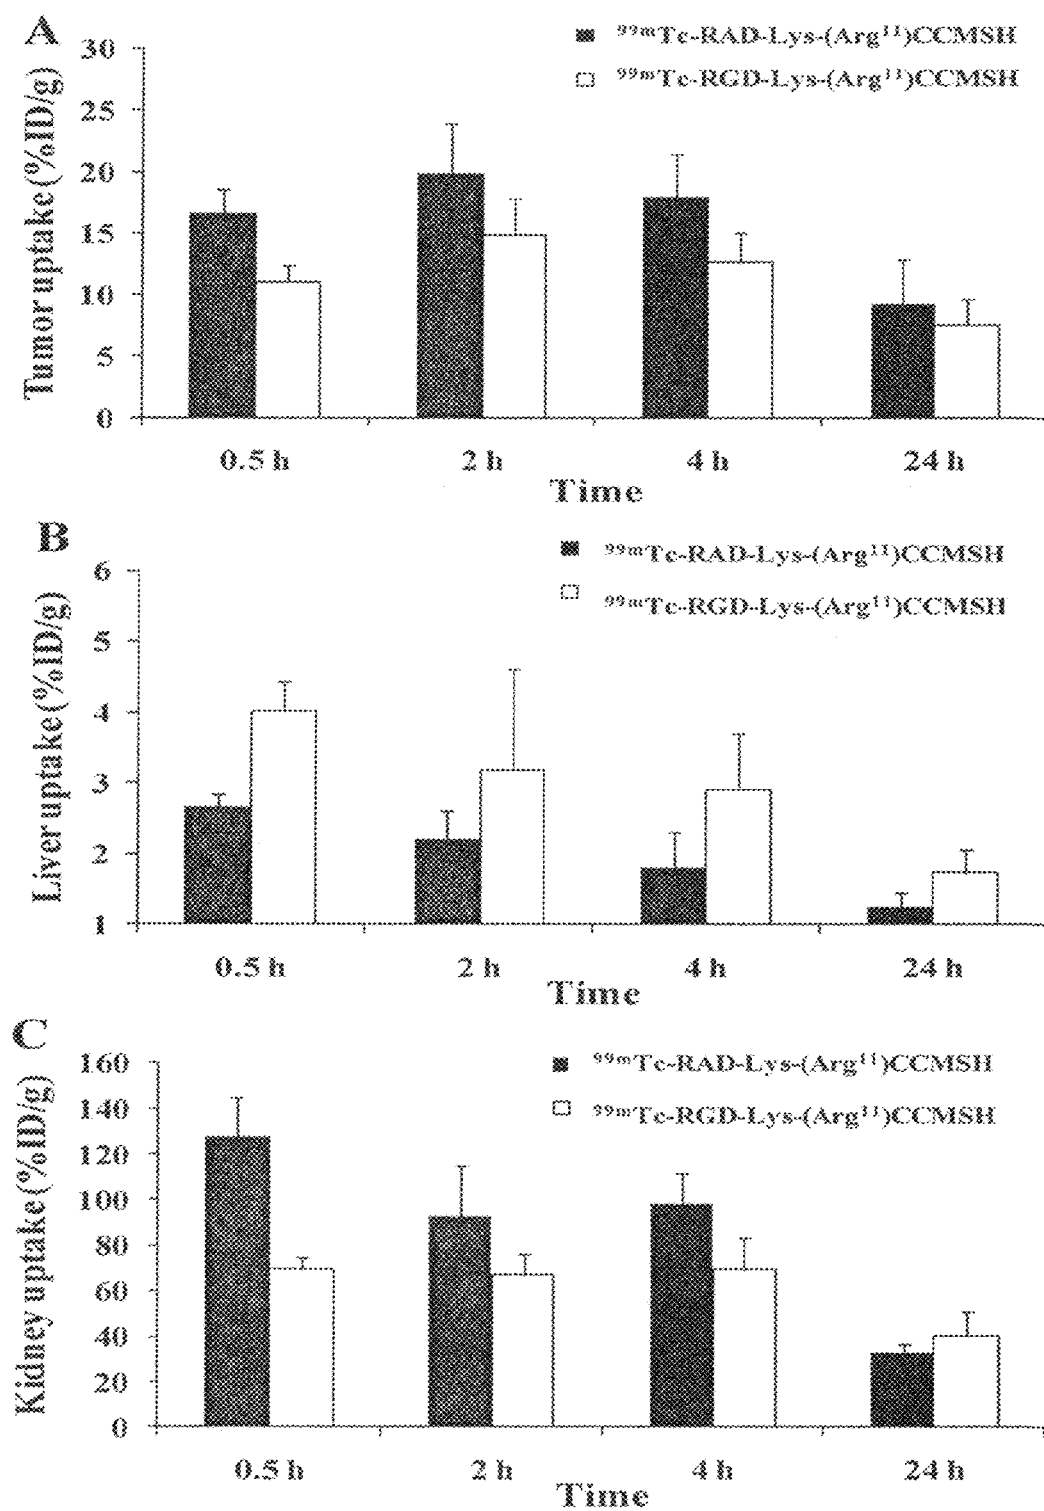 A
30
25
20
15
10
5
0
Tumor uptake (%ID/g)
⁹⁹ᵐTc-RAD-Lys-(Arg¹¹)CCMSH
⁹⁹ᵐTc-RGD-Lys-(Arg¹¹)CCMSH
0.5 h 2 h 4 h 24 h
Time
B
6
5
4
3
2
1
Liver uptake (%ID/g)
⁹⁹ᵐTc-RAD-Lys-(Arg¹¹)CCMSH
⁹⁹ᵐTc-RGD-Lys-(Arg¹¹)CCMSH
0.5 h 2 h 4 h 24 h
Time
C
160
140
120
100
80
60
40
20
0
Kidney uptake (%ID/g)
⁹⁹ᵐTc-RAD-Lys-(Arg¹¹)CCMSH
⁹⁹ᵐTc-RGD-Lys-(Arg¹¹)CCMSH
0.5 h 2 h 4 h 24 h
Time